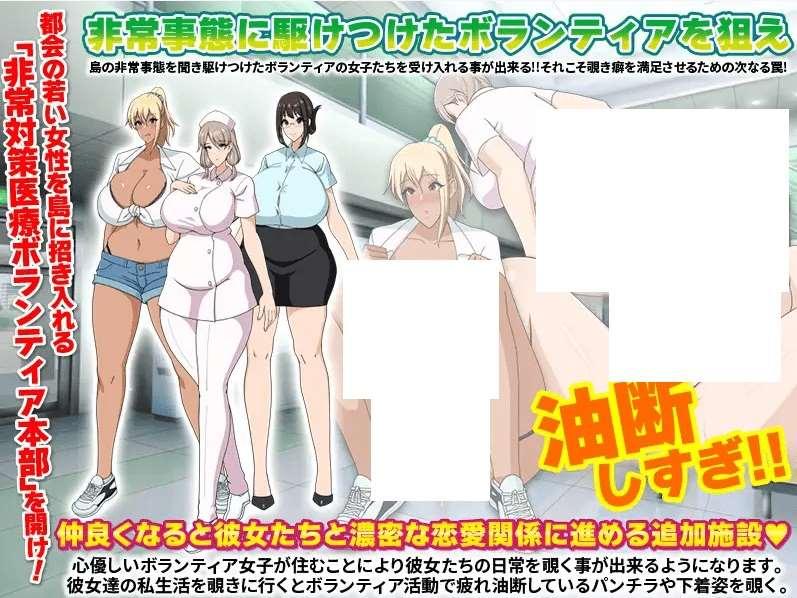 非常事態に駆けつけたボランティアを狙え
島の非常事態を聞き駆けつけたボランティアの女子たちを受け入れる事が出来る!!それこそ覗き癖を満足させるための次なる罠!
都会の若い女性を島に招き入れる
「非常対策医療ボランティア本部」を開け!
油断
しすぎ!!
仲良くなると彼女たちと濃密な恋愛関係に進める追加施設♥
心優しいボランティア女子が住むことにより彼女たちの日常を覗く事が出来るようになります。
彼女達の私生活を覗きに行くとボランティア活動で疲れ油断しているパンチラや下着姿を覗く。